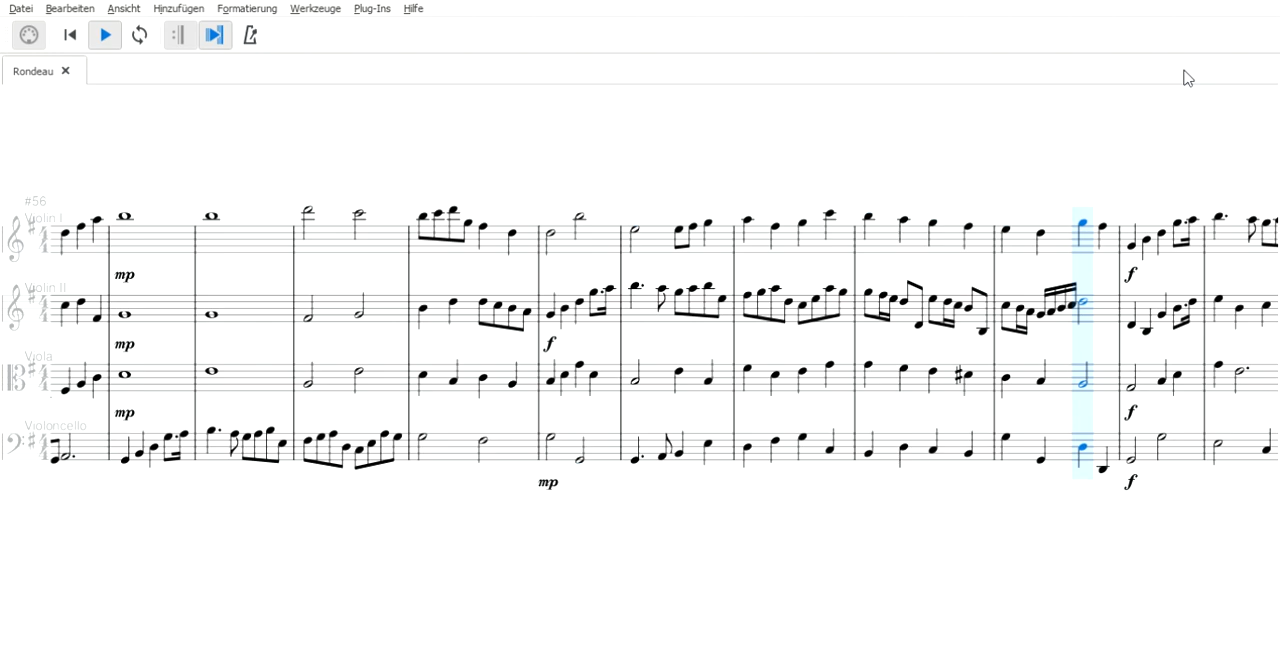 Datei Bearbeiten Ansicht Hinzufügen Formatierung Werkzeuge Plug-Ins Hilfe
Rondeau
#56
Violin I
mp
f
Violin II
mp
f
Viola
mp
f
Violoncello
mp
f